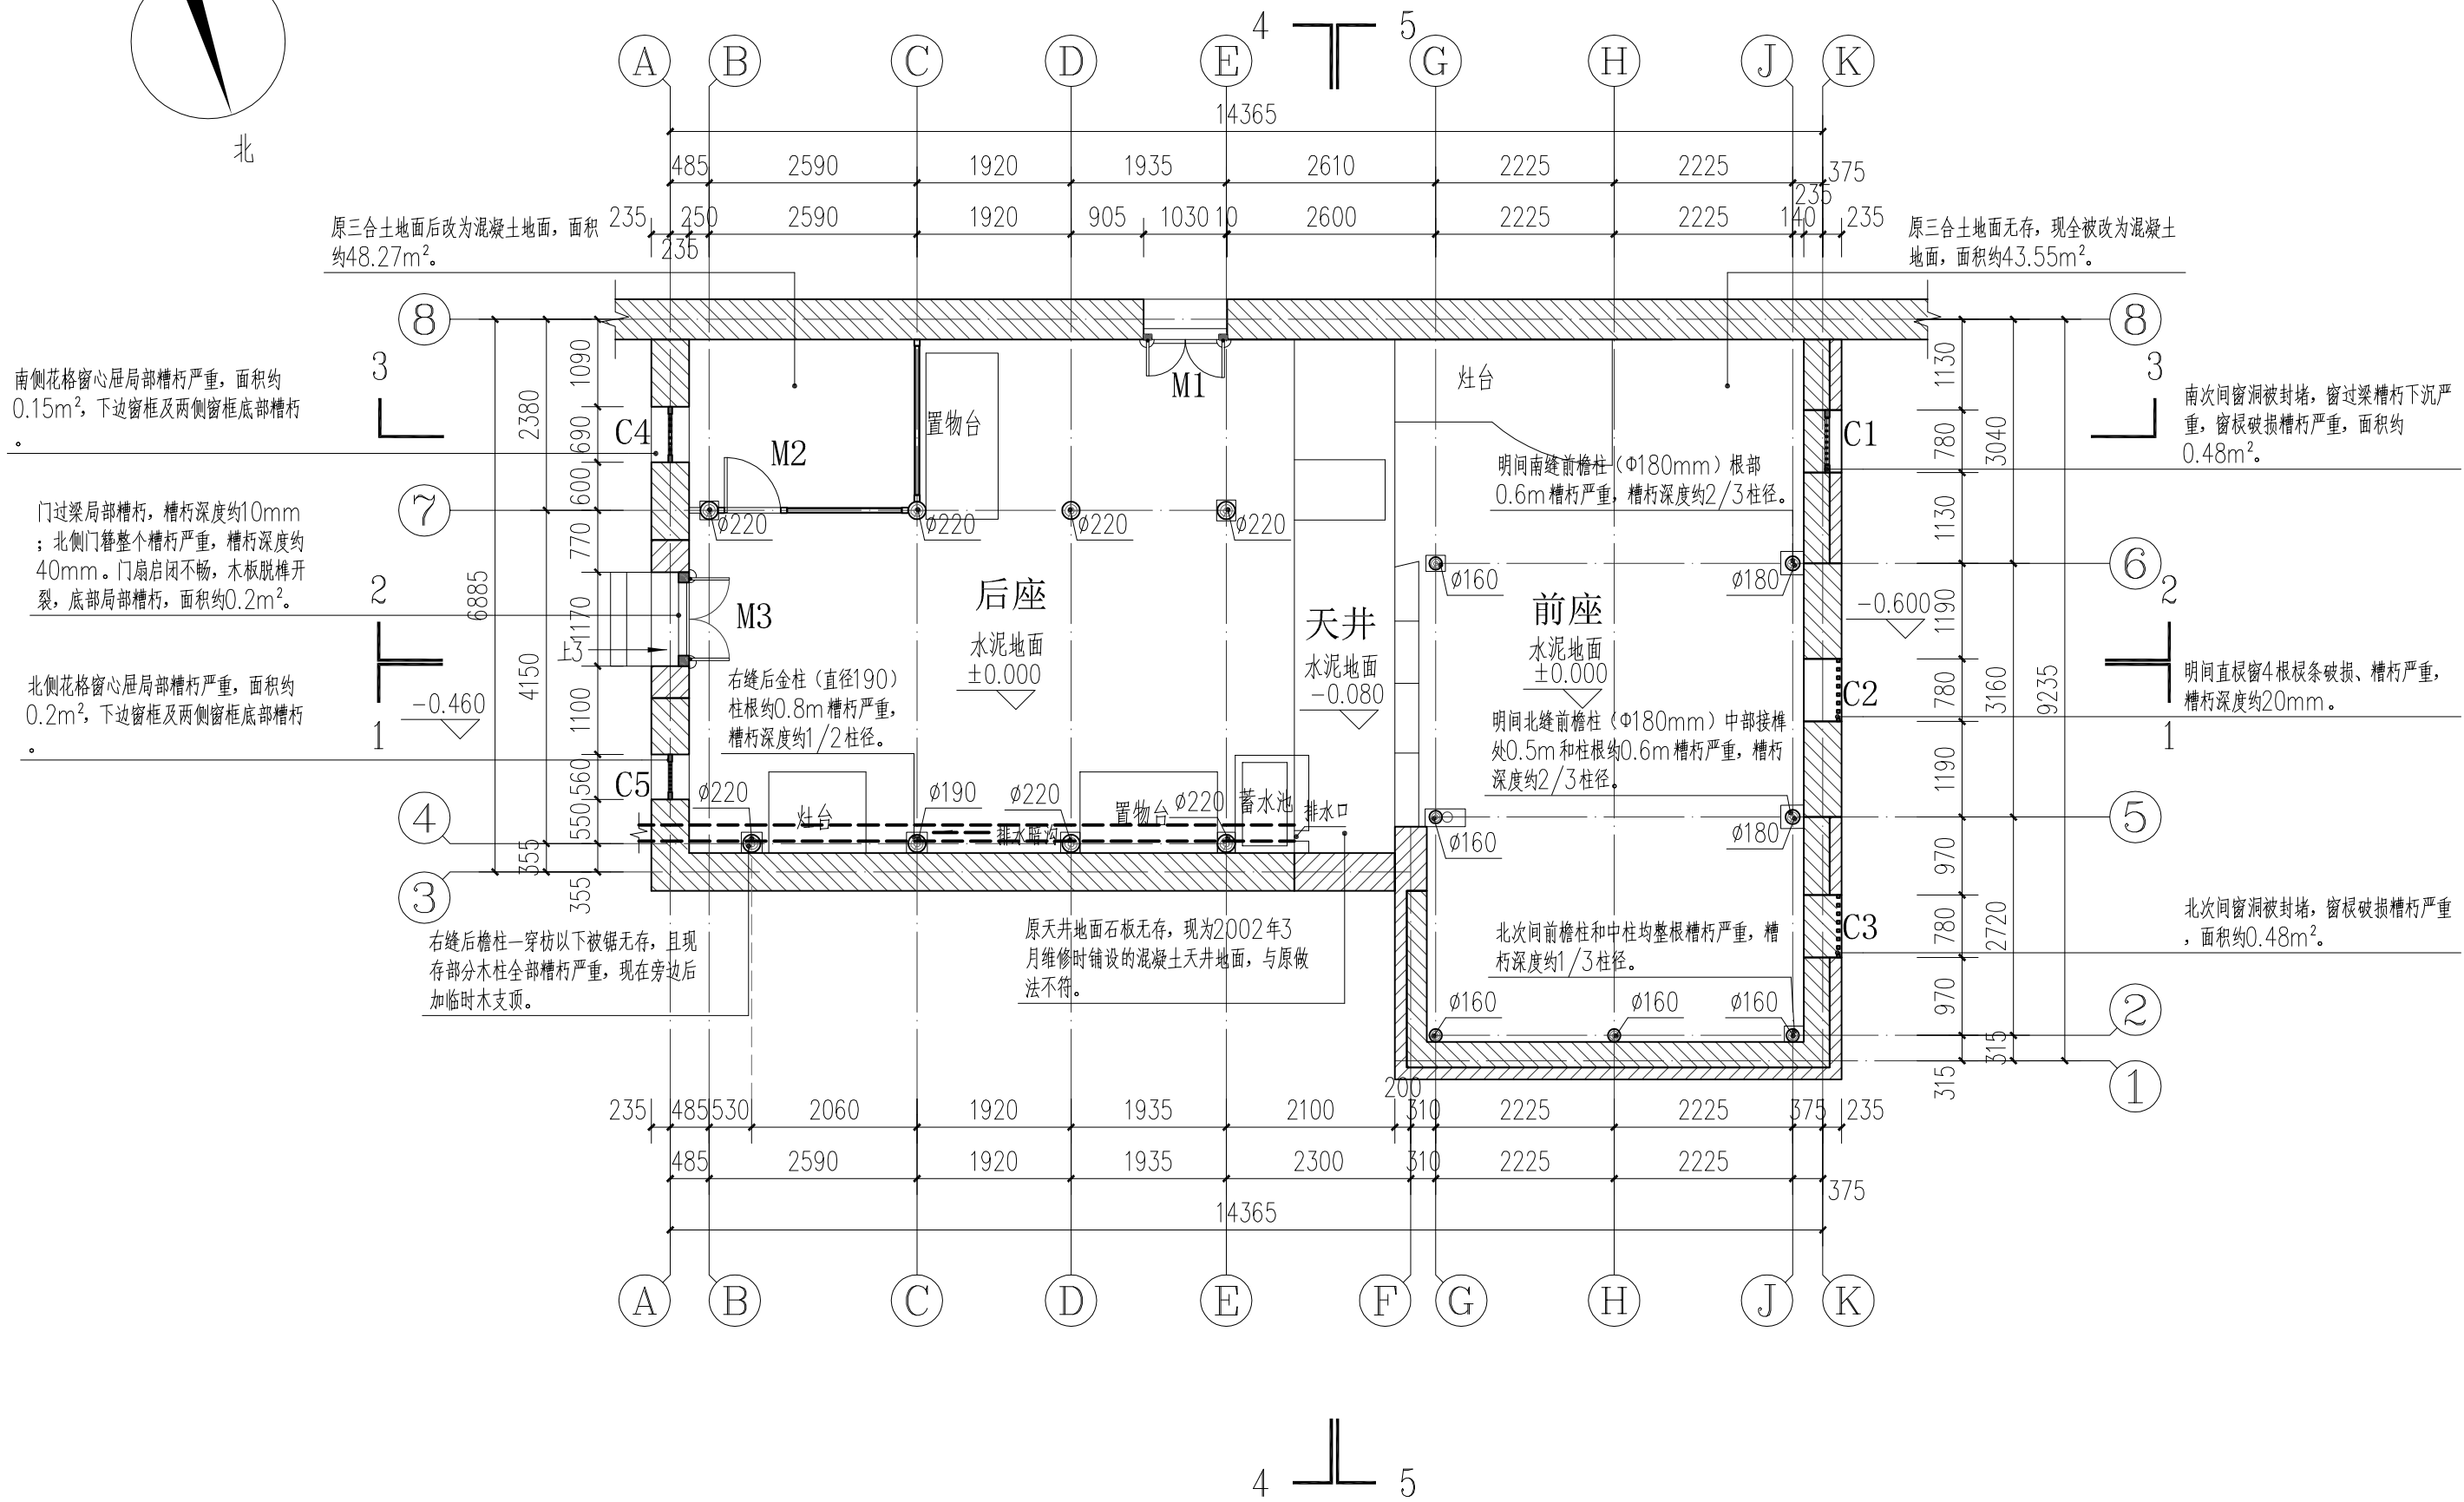 北
4
5
A
B
C
D
E
G
H
J
K
14365
485
2590
1920
1935
2610
2225
2225
375
235
235
250
2590
1920
905
1030
10
2600
2225
2225
140
235
235
原三合土地面后改为混凝土地面，面积
约48.27m²。
原三合土地面无存，现全被改为混凝土
地面，面积约43.55m²。
8
8
3
3
南侧花格窗心屉局部糟朽严重，面积约
0.15m²，下边窗框及两侧窗框底部糟朽
。
南次间窗洞被封堵，窗过梁糟朽下沉严
重，窗棂破损糟朽严重，面积约
0.48m²。
1090
2380
690
600
770
6885
1170
4150
1100
560
550
355
355
C4
M2
置物台
M1
灶台
C1
1130
780
3040
1130
1190
780
3160
9235
1190
970
780
2720
970
315
315
7
明间南缝前檐柱（Φ180mm）根部
0.6m糟朽严重，糟朽深度约2/3柱径。
门过梁局部糟朽，糟朽深度约10mm
；北侧门簪整个糟朽严重，糟朽深度约
40mm。门扇启闭不畅，木板脱榫开
裂，底部局部糟朽，面积约0.2m²。
ø220
ø220
ø220
ø220
ø160
ø180
6
2
2
M3
后座
水泥地面
±0.000
天井
水泥地面
-0.080
前座
水泥地面
±0.000
-0.600
上3
北侧花格窗心屉局部糟朽严重，面积约
0.2m²，下边窗框及两侧窗框底部糟朽
。
-0.460
1
1
右缝后金柱（直径190）
柱根约0.8m糟朽严重，
糟朽深度约1/2柱径。
明间北缝前檐柱（Φ180mm）中部接榫
处0.5m和柱根约0.6m糟朽严重，糟朽
深度约2/3柱径。
C2
明间直棂窗4根棂条破损、糟朽严重，
糟朽深度约20mm。
C5
ø220
灶台
ø190
ø220
置物台
ø220
蓄水池
排水口
排水暗沟
ø160
ø180
4
5
3
右缝后檐柱一穿枋以下被锯无存，且现
存部分木柱全部糟朽严重，现在旁边后
加临时木支顶。
原天井地面石板无存，现为2002年3
月维修时铺设的混凝土天井地面，与原做
法不符。
北次间前檐柱和中柱均整根糟朽严重，糟
朽深度约1/3柱径。
C3
北次间窗洞被封堵，窗棂破损糟朽严重
，面积约0.48m²。
ø160
ø160
ø160
2
1
235
485
530
2060
1920
1935
2100
200
310
2225
2225
375
235
485
2590
1920
1935
2300
310
2225
2225
375
14365
A
B
C
D
E
F
G
H
J
K
4
5